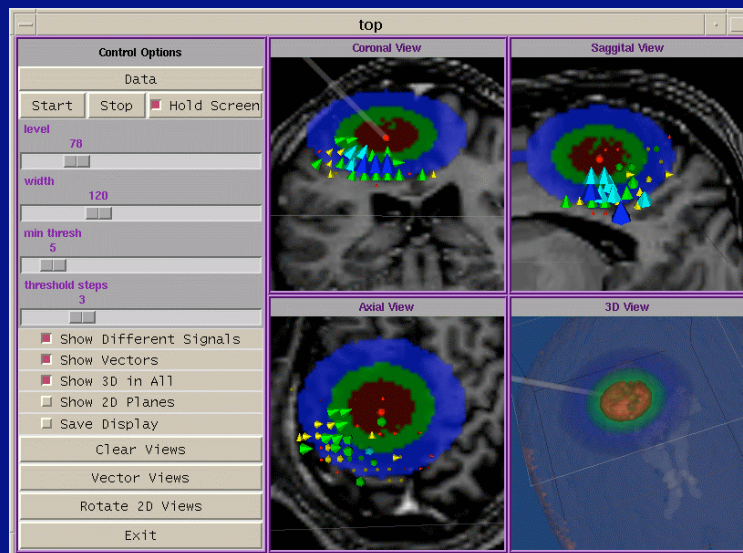 top
Control Options
Data
Start Stop Hold Screen
level
78
width
120
min thresh
5
threshold steps
3
Show Different Signals
Show Vectors
Show 3D in All
Show 2D Planes
Save Display
Clear Views
Vector Views
Rotate 2D Views
Exit
Coronal View
Saggital View
Axial View
3D View